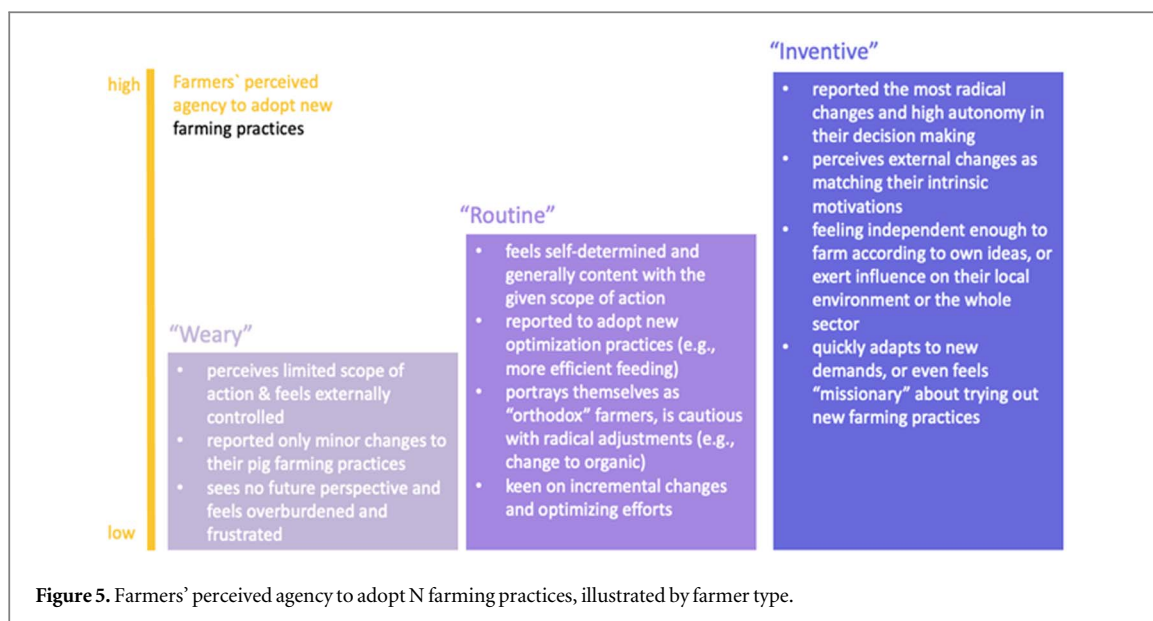 "Inventive"
high
Farmers` perceived
agency to adopt new
farming practices
• reported the most radical
changes and high autonomy in
their decision making
• perceives external changes as
matching their intrinsic
motivations
• feeling independent enough to
farm according to own ideas, or
exert influence on their local
environment or the whole
sector
• quickly adapts to new
demands, or even feels
"missionary" about trying out
new farming practices
"Routine"
• feels self-determined and
generally content with the
given scope of action
• reported to adopt new
optimization practices (e.g.,
more efficient feeding)
• portrays themselves as
"orthodox" farmers, is cautious
with radical adjustments (e.g.,
change to organic)
• keen on incremental changes
and optimizing efforts
"Weary"
• perceives limited scope of
action & feels externally
controlled
• reported only minor changes to
their pig farming practices
• sees no future perspective and
feels overburdened and
frustrated
low
Figure 5. Farmers' perceived agency to adopt N farming practices, illustrated by farmer type.